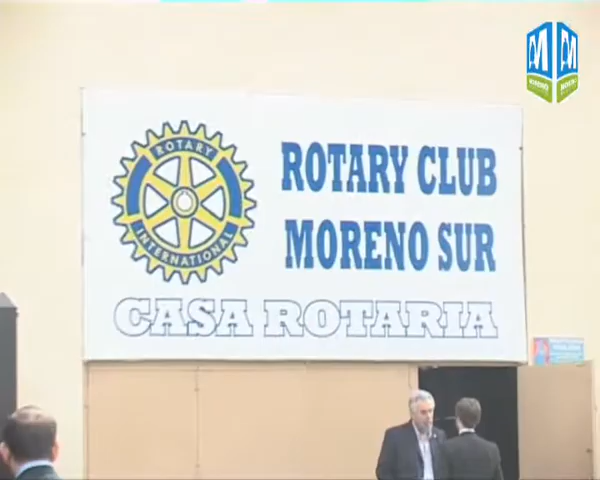 ROTARY
INTERNATIONAL
ROTARY CLUB
MORENO SUR
CASA ROTARIA